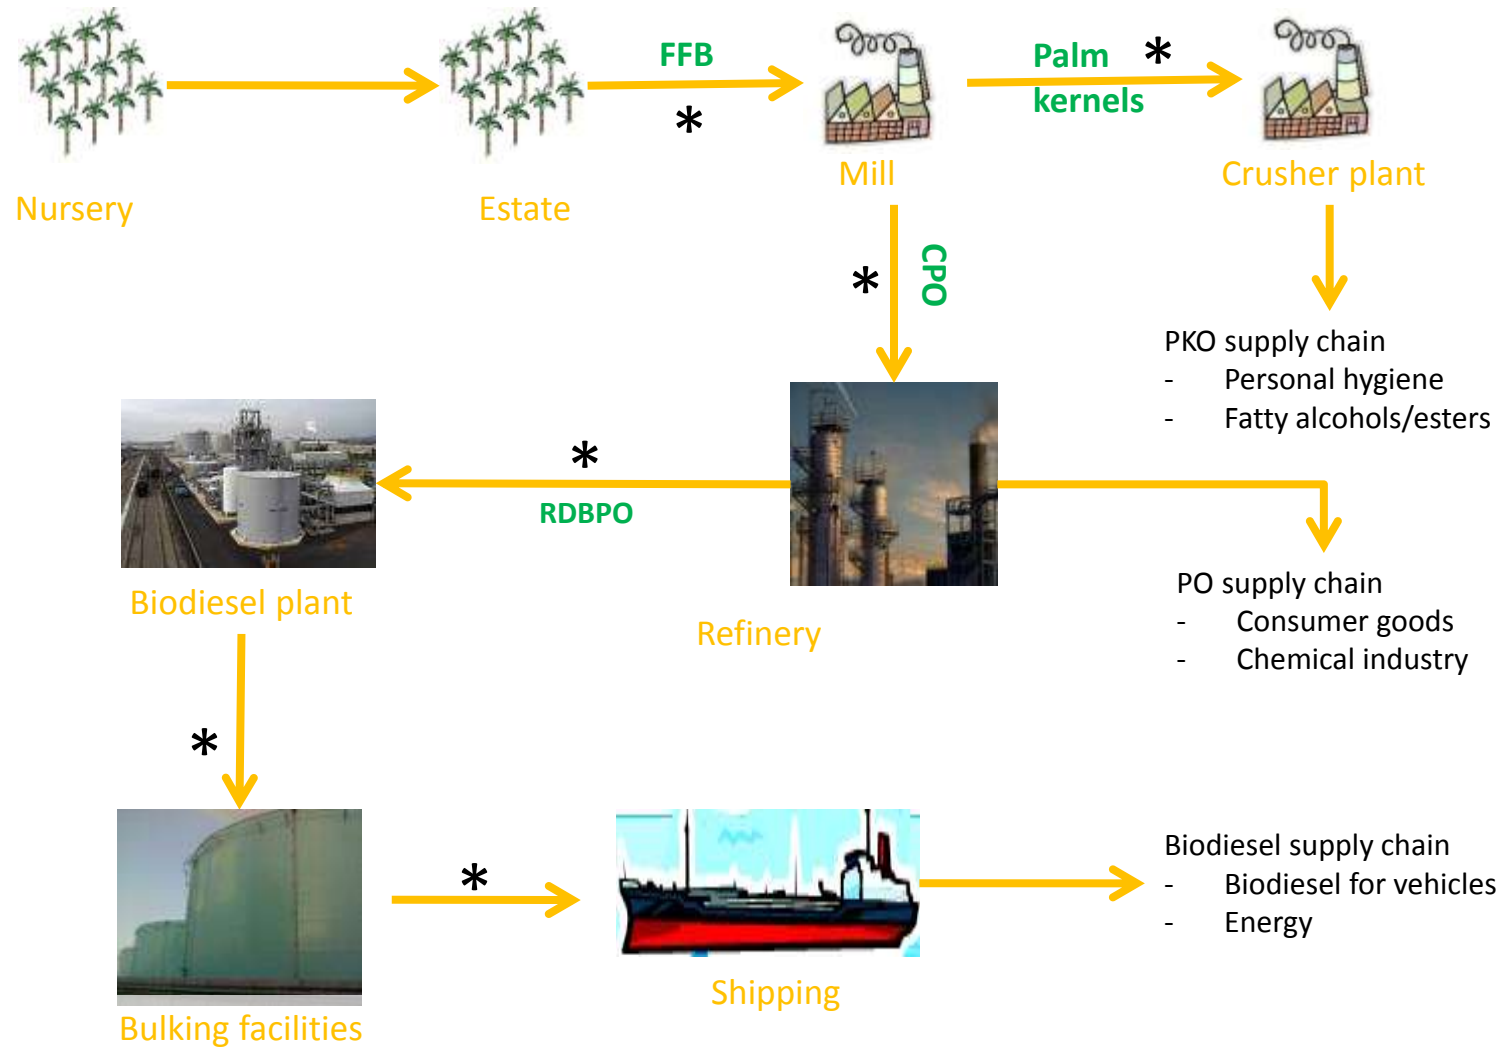 FFB
*
Palm
kernels
*
Nursery
Estate
Mill
Crusher plant
*
CPO
PKO supply chain
- Personal hygiene
- Fatty alcohols/esters
*
RDBPO
Biodiesel plant
Refinery
PO supply chain
- Consumer goods
- Chemical industry
*
*
Biodiesel supply chain
- Biodiesel for vehicles
- Energy
Shipping
Bulking facilities